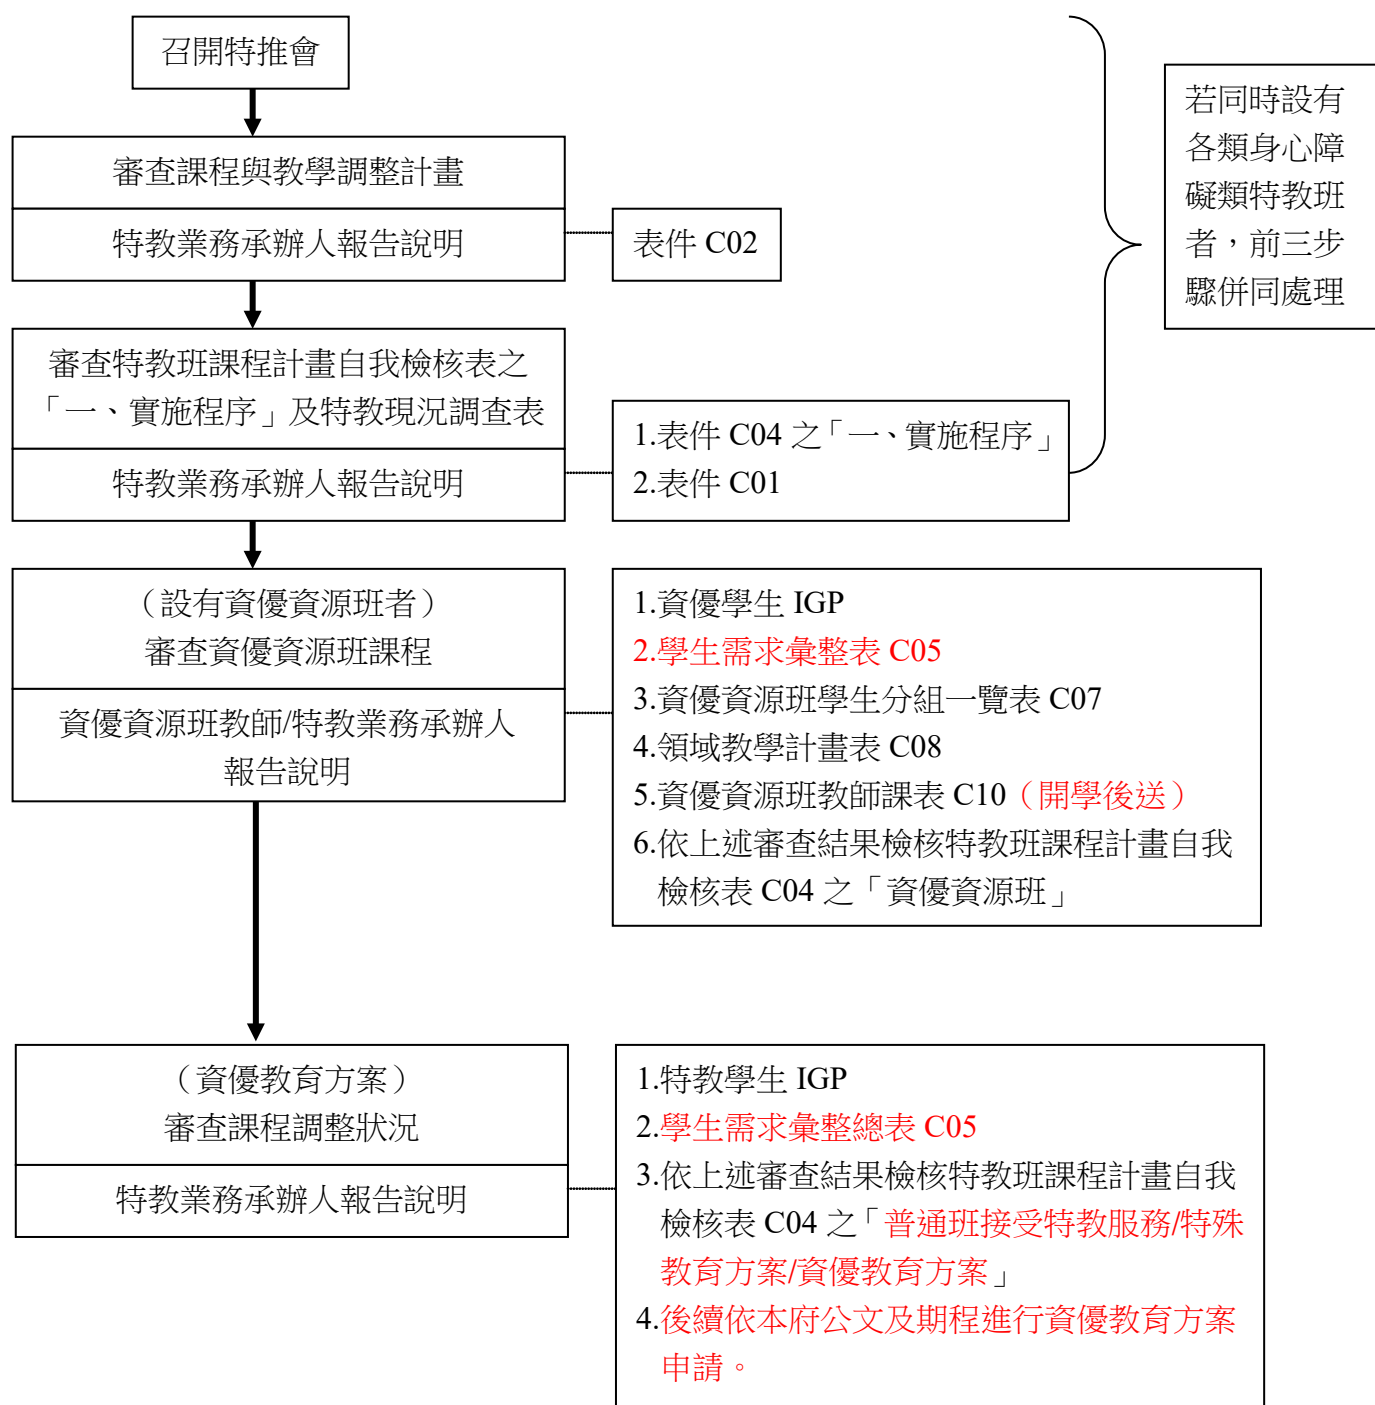 召開特推會
審查課程與教學調整計畫
特教業務承辦人報告說明
表件 C02
若同時設有
各類身心障
礙類特教班
者，前三步
驟併同處理
審查特教班課程計畫自我檢核表之
「一、實施程序」及特教現況調查表
特教業務承辦人報告說明
1.表件 C04 之「一、實施程序」
2.表件 C01
（設有資優資源班者）
審查資優資源班課程
資優資源班教師/特教業務承辦人
報告說明
1.資優學生 IGP
2.學生需求彙整表 C05
3.資優資源班學生分組一覽表 C07
4.領域教學計畫表 C08
5.資優資源班教師課表 C10（開學後送）
6.依上述審查結果檢核特教班課程計畫自我
檢核表 C04 之「資優資源班」
（資優教育方案）
審查課程調整狀況
特教業務承辦人報告說明
1.特教學生 IGP
2.學生需求彙整總表 C05
3.依上述審查結果檢核特教班課程計畫自我
檢核表 C04 之「普通班接受特教服務/特殊
教育方案/資優教育方案」
4.後續依本府公文及期程進行資優教育方案
申請。